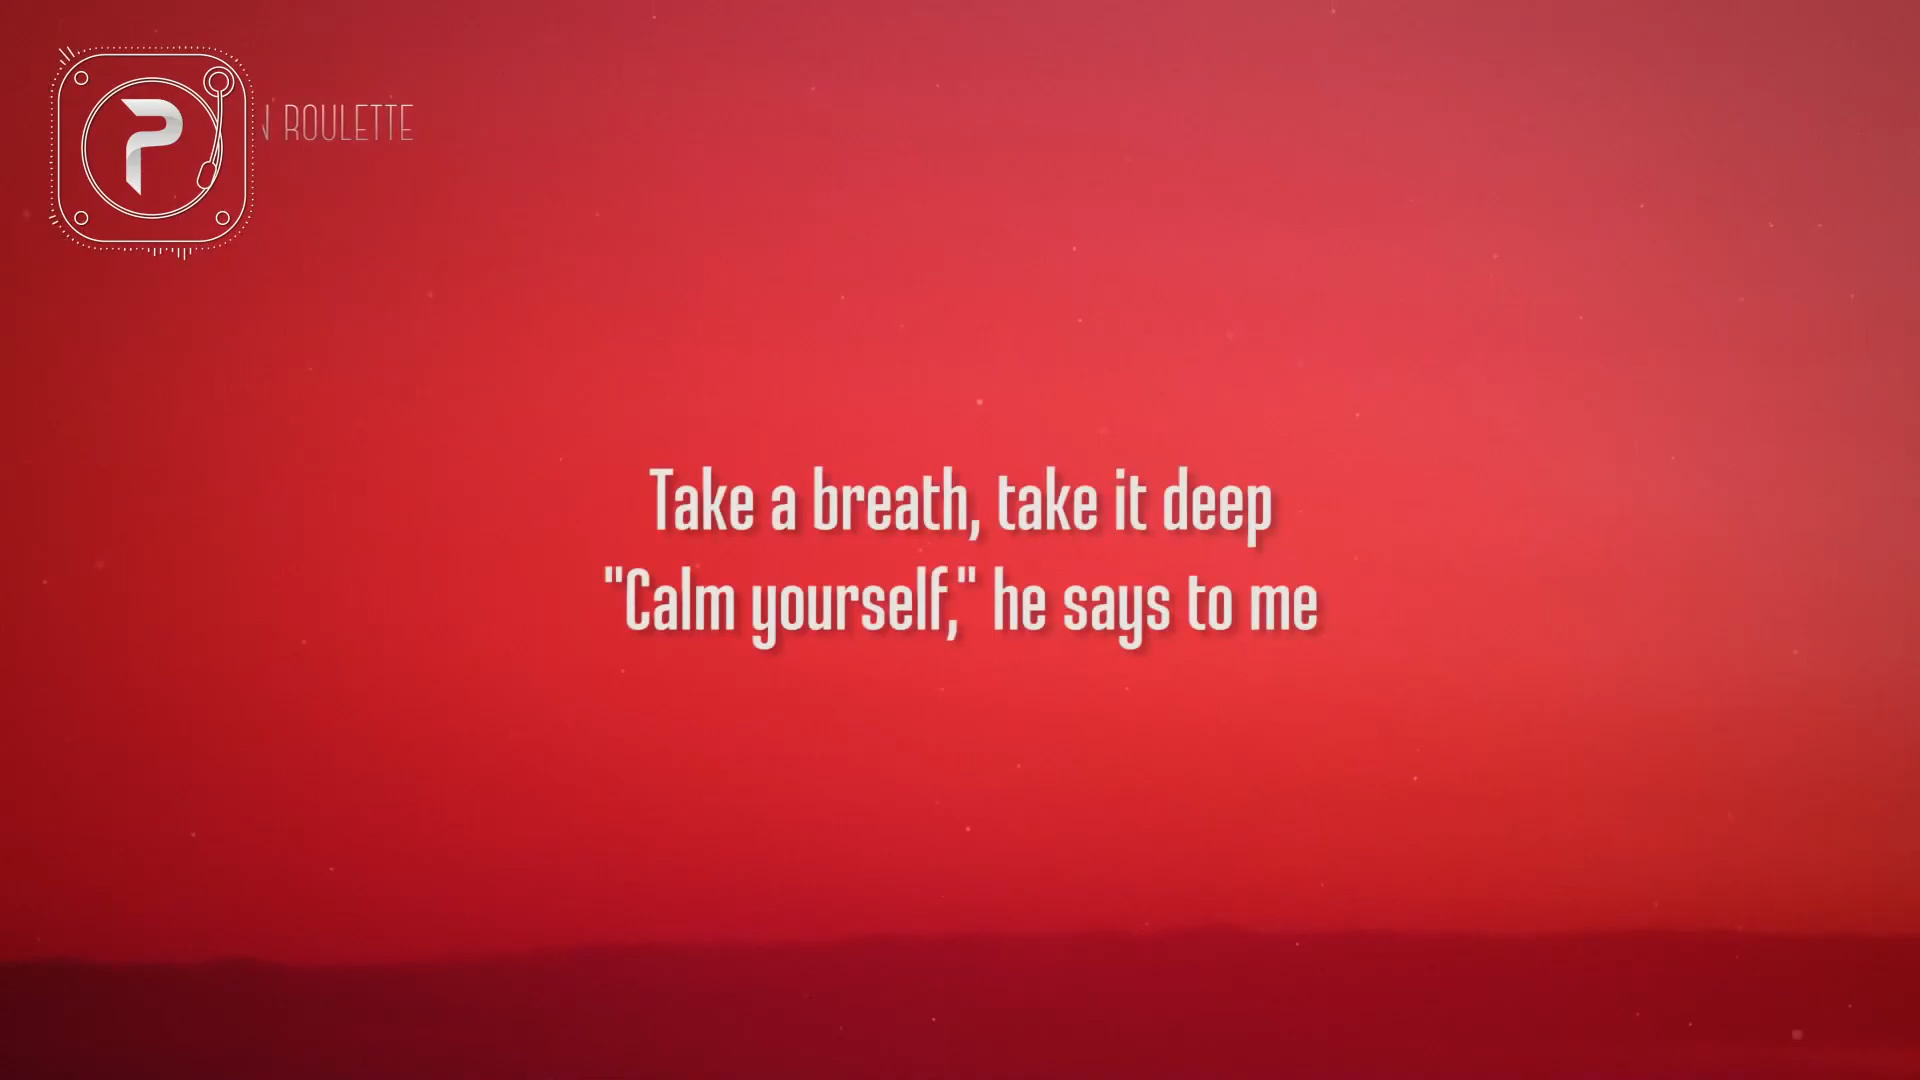 ROULETTE
Take a breath, take it deep
"Calm yourself," he says to me